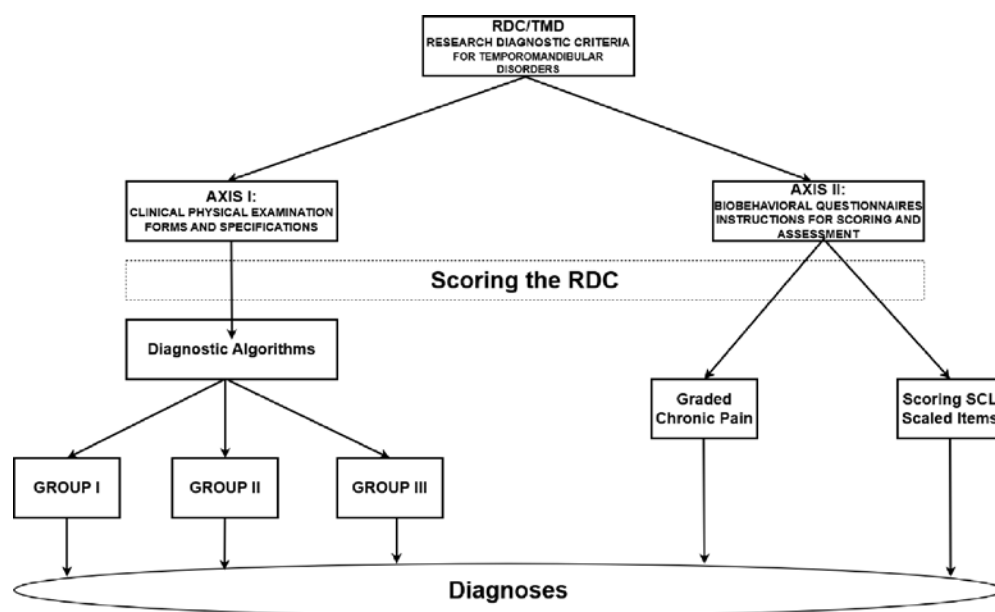 RDC/TMD
RESEARCH DIAGNOSTIC CRITERIA
FOR TEMPOROMANDIBULAR
DISORDERS
AXIS I:
CLINICAL PHYSICAL EXAMINATION
FORMS AND SPECIFICATIONS
AXIS II:
BIOBEHAVIORAL QUESTIONNAIRES
INSTRUCTIONS FOR SCORING AND
ASSESSMENT
Scoring the RDC
Diagnostic Algorithms
Graded
Chronic Pain
Scoring SCL
Scaled Items
GROUP I
GROUP II
GROUP III
Diagnoses